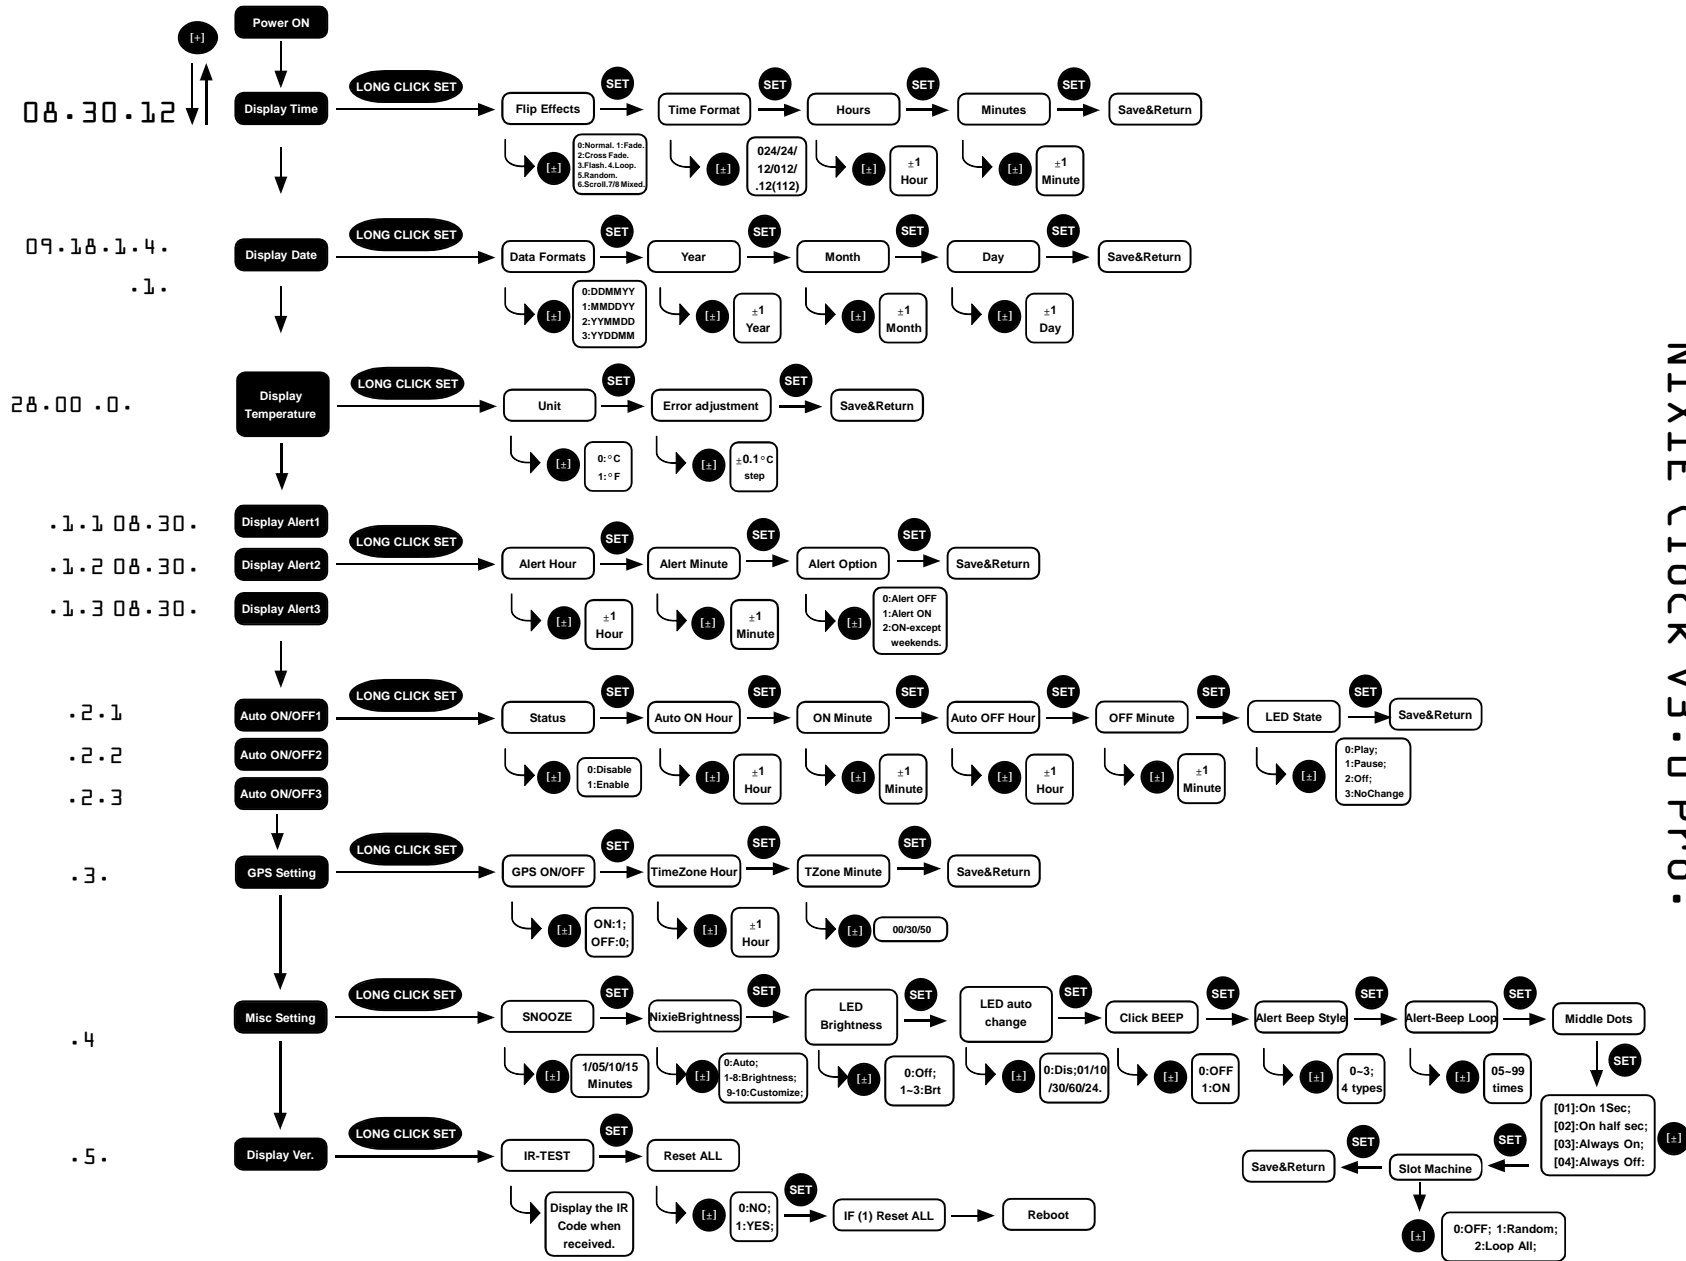 Power ON
[+]
08.30.12
Display Time
LONG CLICK SET
Flip Effects
SET
Time Format
SET
Hours
SET
Minutes
SET
Save&Return
[±]
0:Normal. 1:Fade.
2:Cross Fade.
3.Flash. 4.Loop.
5.Random.
6.Scroll.7/8 Mixed.
[±]
024/24/
12/012/
.12(112)
[±]
±1
Hour
[±]
±1
Minute
09.18.1.4.
.1.
Display Date
LONG CLICK SET
Data Formats
SET
Year
SET
Month
SET
Day
SET
Save&Return
[±]
0:DDMMYY
1:MMDDYY
2:YYMMDD
3:YYDDMM
[±]
±1
Year
[±]
±1
Month
[±]
±1
Day
28.00 .0.
Display
Temperature
LONG CLICK SET
Unit
SET
Error adjustment
SET
Save&Return
[±]
0:°C
1:°F
[±]
±0.1°C
step
.1.1 08.30.
Display Alert1
.1.2 08.30.
Display Alert2
.1.3 08.30.
Display Alert3
LONG CLICK SET
Alert Hour
SET
Alert Minute
SET
Alert Option
SET
Save&Return
[±]
±1
Hour
[±]
±1
Minute
[±]
0:Alert OFF
1:Alert ON
2:ON-except
weekends.
.2.1
Auto ON/OFF1
.2.2
Auto ON/OFF2
.2.3
Auto ON/OFF3
LONG CLICK SET
Status
SET
Auto ON Hour
SET
ON Minute
SET
Auto OFF Hour
SET
OFF Minute
SET
LED State
SET
Save&Return
[±]
0:Disable
1:Enable
[±]
±1
Hour
[±]
±1
Minute
[±]
±1
Hour
[±]
±1
Minute
[±]
0:Play;
1:Pause;
2:Off;
3:NoChange
.3.
GPS Setting
LONG CLICK SET
GPS ON/OFF
SET
TimeZone Hour
SET
TZone Minute
SET
Save&Return
[±]
ON:1;
OFF:0;
[±]
±1
Hour
[±]
00/30/50
.4
Misc Setting
LONG CLICK SET
SNOOZE
SET
NixieBrightness
SET
LED
Brightness
SET
LED auto
change
SET
Click BEEP
SET
Alert Beep Style
SET
Alert-Beep Loop
SET
Middle Dots
[±]
1/05/10/15
Minutes
[±]
0:Auto;
1-8:Brightness;
9-10:Customize;
[±]
0:Off;
1~3:Brt
[±]
0:Dis;01/10
/30/60/24.
[±]
0:OFF
1:ON
[±]
0~3;
4 types
[±]
05~99
times
SET
[01]:On 1Sec;
[02]:On half sec;
[03]:Always On;
[04]:Always Off:
[±]
SET
Slot Machine
SET
Save&Return
[±]
0:OFF; 1:Random;
2:Loop All;
.5.
Display Ver.
LONG CLICK SET
IR-TEST
SET
Reset ALL
Display the IR
Code when
received.
[±]
0:NO;
1:YES;
SET
IF (1) Reset ALL
Reboot
NIXIE CLOCK V3.0 Pro.